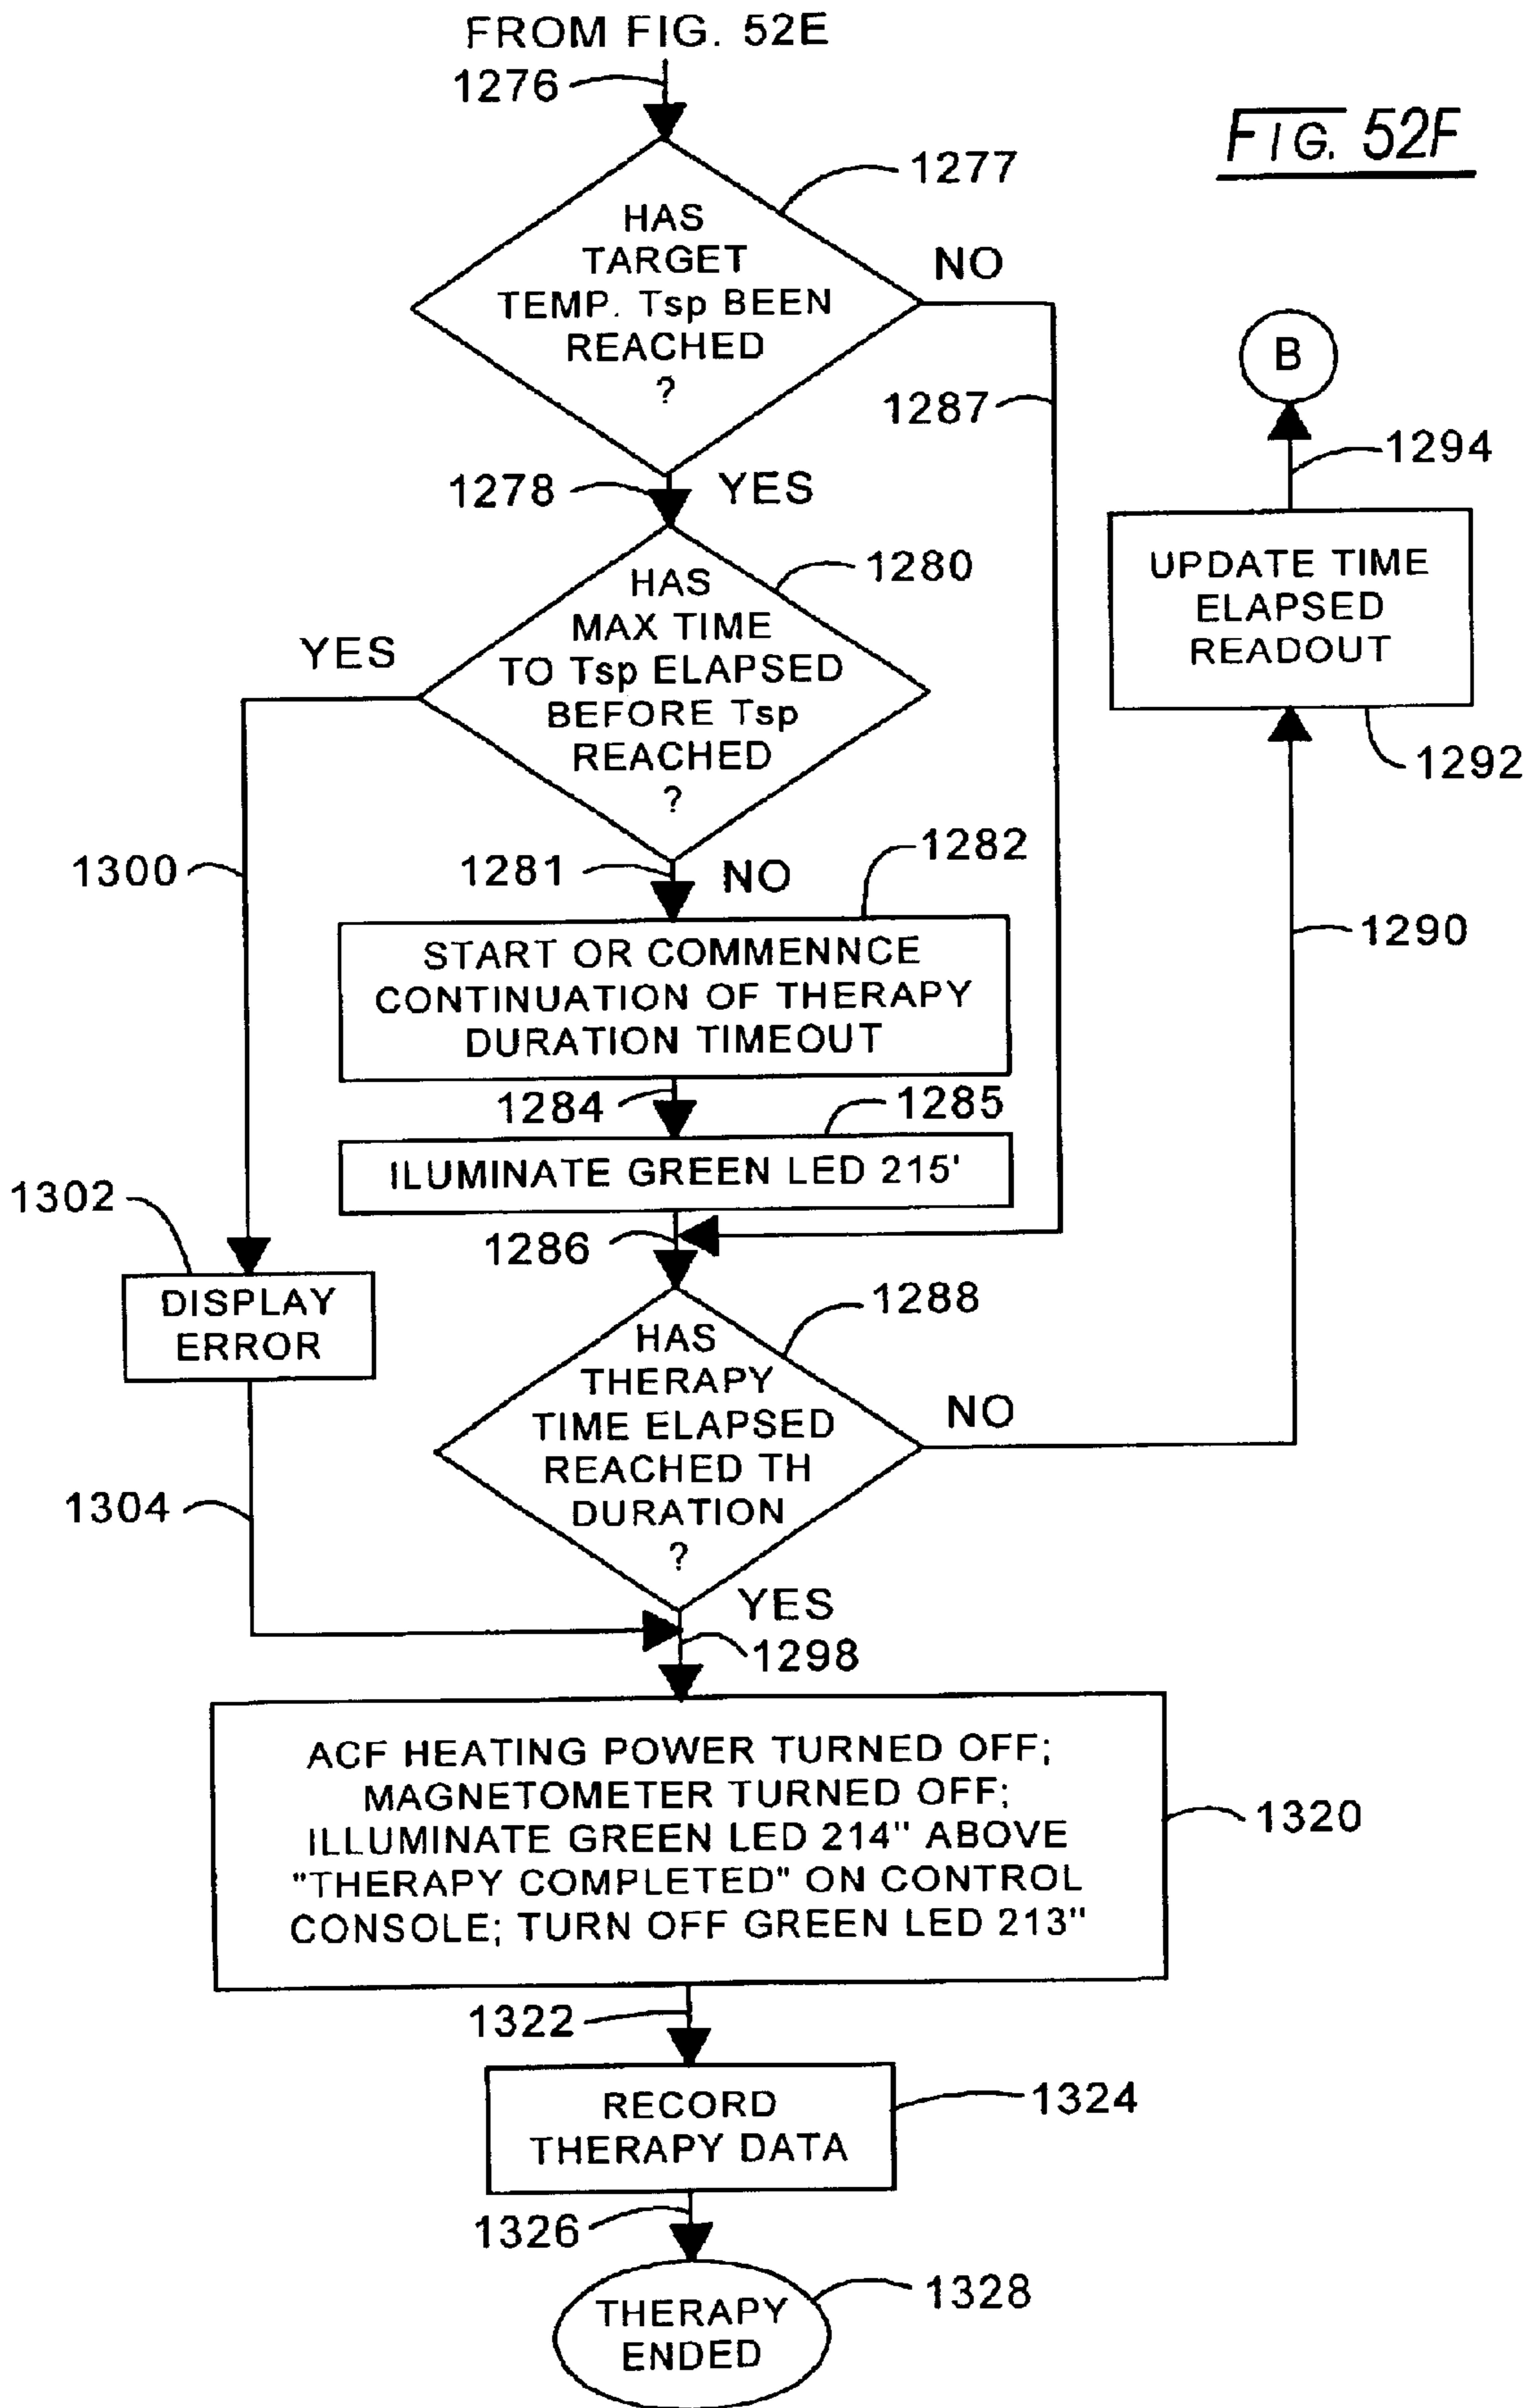 FROM FIG. 52E
1276
FIG. 52F
1277
HAS
TARGET
TEMP. Tsp BEEN
REACHED
?
NO
B
1287
1294
1278
YES
UPDATE TIME
ELAPSED
READOUT
1292
1280
HAS
MAX TIME
TO Tsp ELAPSED
BEFORE Tsp
REACHED
?
YES
1300
1281
NO
1282
1290
START OR COMMENNCE
CONTINUATION OF THERAPY
DURATION TIMEOUT
1284
1285
ILUMINATE GREEN LED 215'
1302
1286
DISPLAY
ERROR
1288
HAS
THERAPY
TIME ELAPSED
REACHED TH
DURATION
?
NO
1304
YES
1298
ACF HEATING POWER TURNED OFF;
MAGNETOMETER TURNED OFF;
ILLUMINATE GREEN LED 214" ABOVE
"THERAPY COMPLETED" ON CONTROL
CONSOLE; TURN OFF GREEN LED 213"
1320
1322
RECORD
THERAPY DATA
1324
1326
THERAPY
ENDED
1328